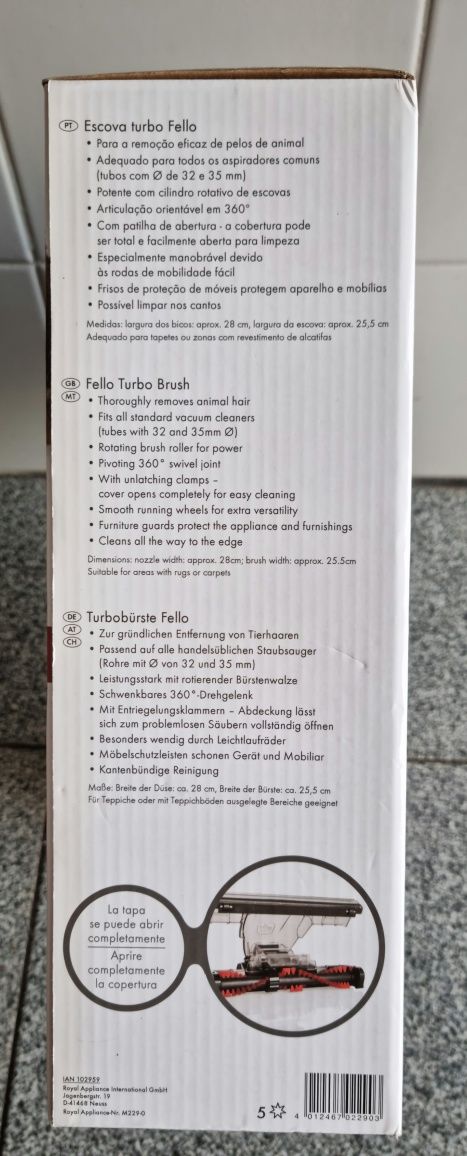 PT Escova turbo Fello
• Para a remoção eficaz de pelos de animal
• Adequado para todos os aspiradores comuns
(tubos com Ø de 32 e 35 mm)
• Potente com cilindro rotativo de escovas
• Articulação orientável em 360°
• Com patilha de abertura - a cobertura pode
ser total e facilmente aberta para limpeza
• Especialmente manobrável devido
às rodas de mobilidade fácil
• Frisos de proteção de móveis protegem aparelho e mobílias
• Possível limpar nos cantos
Medidas: largura dos bicos: aprox. 28 cm, largura da escova: aprox. 25,5 cm
Adequado para tapetes ou zonas com revestimento de alcatifas
GB Fello Turbo Brush
MT • Thoroughly removes animal hair
• Fits all standard vacuum cleaners
(tubes with 32 and 35mm Ø)
• Rotating brush roller for power
• Pivoting 360° swivel joint
• With unlatching clamps –
cover opens completely for easy cleaning
• Smooth running wheels for extra versatility
• Furniture guards protect the appliance and furnishings
• Cleans all the way to the edge
Dimensions: nozzle width: approx. 28cm; brush width: approx. 25.5cm
Suitable for areas with rugs or carpets
DE Turbobürste Fello
AT • Zur gründlichen Entfernung von Tierhaaren
CH • Passend auf alle handelsüblichen Staubsauger
(Rohre mit Ø von 32 und 35 mm)
• Leistungsstark mit rotierender Bürstenwalze
• Schwenkbares 360°-Drehgelenk
• Mit Entriegelungsklammern – Abdeckung lässt
sich zum problemlosen Säubern vollständig öffnen
• Besonders wendig durch Leichtlaufräder
• Möbelschutzleisten schonen Gerät und Mobiliar
• Kantenbündige Reinigung
Maße: Breite der Düse: ca. 28 cm, Breite der Bürste: ca. 25,5 cm
Für Teppiche oder mit Teppichböden ausgelegte Bereiche geeignet
La tapa
se puede abrir
completamente
Aprire
completamente
la copertura
IAN 102959
Royal Appliance International GmbH
Jagenbergstr. 19
D-41468 Neuss
Royal Appliance-Nr. M229-0
5
4 012467 022903